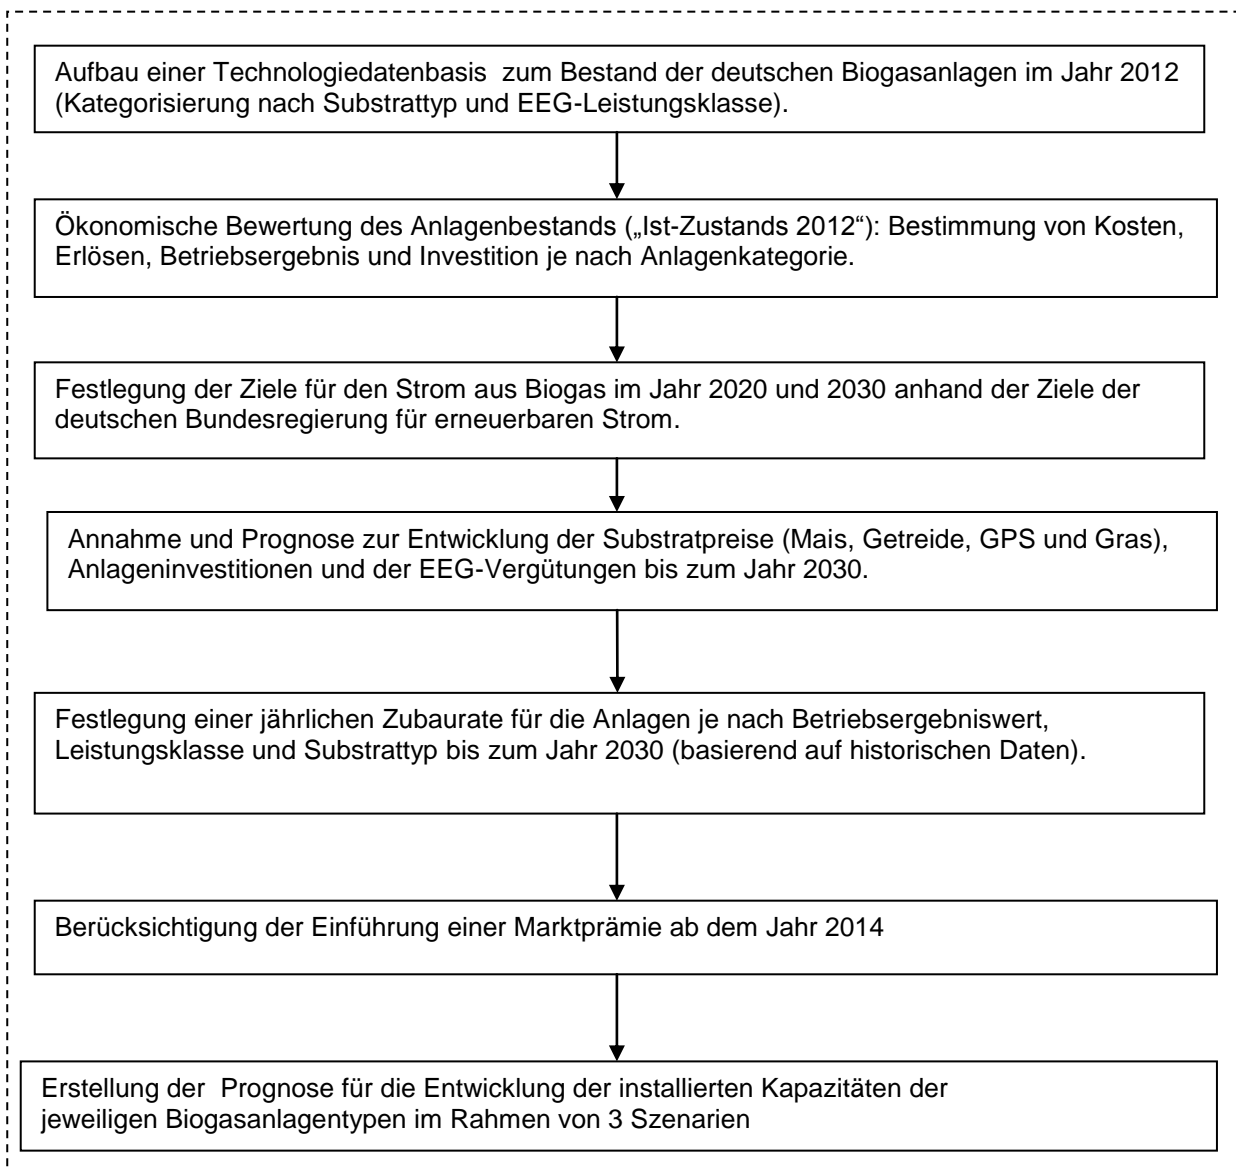 Aufbau einer Technologiedatenbasis zum Bestand der deutschen Biogasanlagen im Jahr 2012
(Kategorisierung nach Substrattyp und EEG-Leistungsklasse).
Ökonomische Bewertung des Anlagenbestands („Ist-Zustands 2012“): Bestimmung von Kosten,
Erlösen, Betriebsergebnis und Investition je nach Anlagenkategorie.
Festlegung der Ziele für den Strom aus Biogas im Jahr 2020 und 2030 anhand der Ziele der
deutschen Bundesregierung für erneuerbaren Strom.
Annahme und Prognose zur Entwicklung der Substratpreise (Mais, Getreide, GPS und Gras),
Anlageninvestitionen und der EEG-Vergütungen bis zum Jahr 2030.
Festlegung einer jährlichen Zubaurate für die Anlagen je nach Betriebsergebniswert,
Leistungsklasse und Substrattyp bis zum Jahr 2030 (basierend auf historischen Daten).
Berücksichtigung der Einführung einer Marktprämie ab dem Jahr 2014
Erstellung der Prognose für die Entwicklung der installierten Kapazitäten der
jeweiligen Biogasanlagentypen im Rahmen von 3 Szenarien